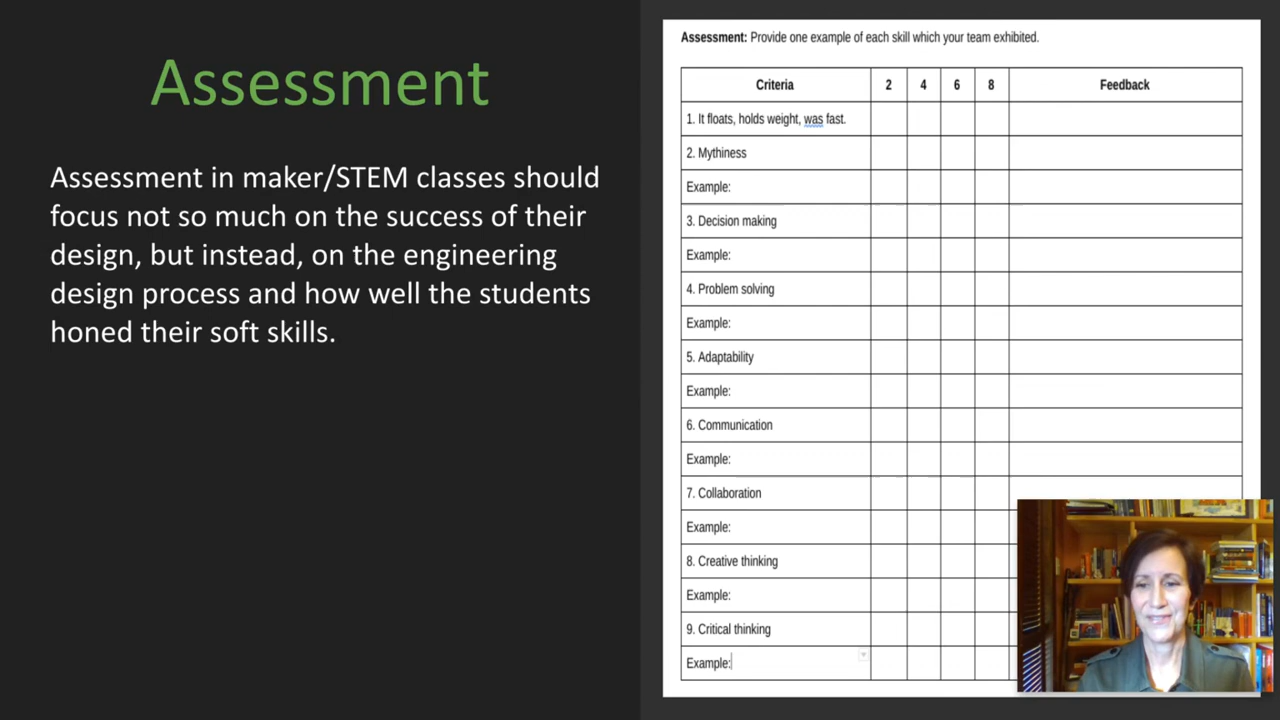 Assessment
Assessment in maker/STEM classes should
focus not so much on the success of their
design, but instead, on the engineering
design process and how well the students
honed their soft skills.
Assessment: Provide one example of each skill which your team exhibited.
Criteria 2 4 6 8 Feedback
1. It floats, holds weight, was fast.
2. Mythiness
Example:
3. Decision making
Example:
4. Problem solving
Example:
5. Adaptability
Example:
6. Communication
Example:
7. Collaboration
Example:
8. Creative thinking
Example:
9. Critical thinking
Example: